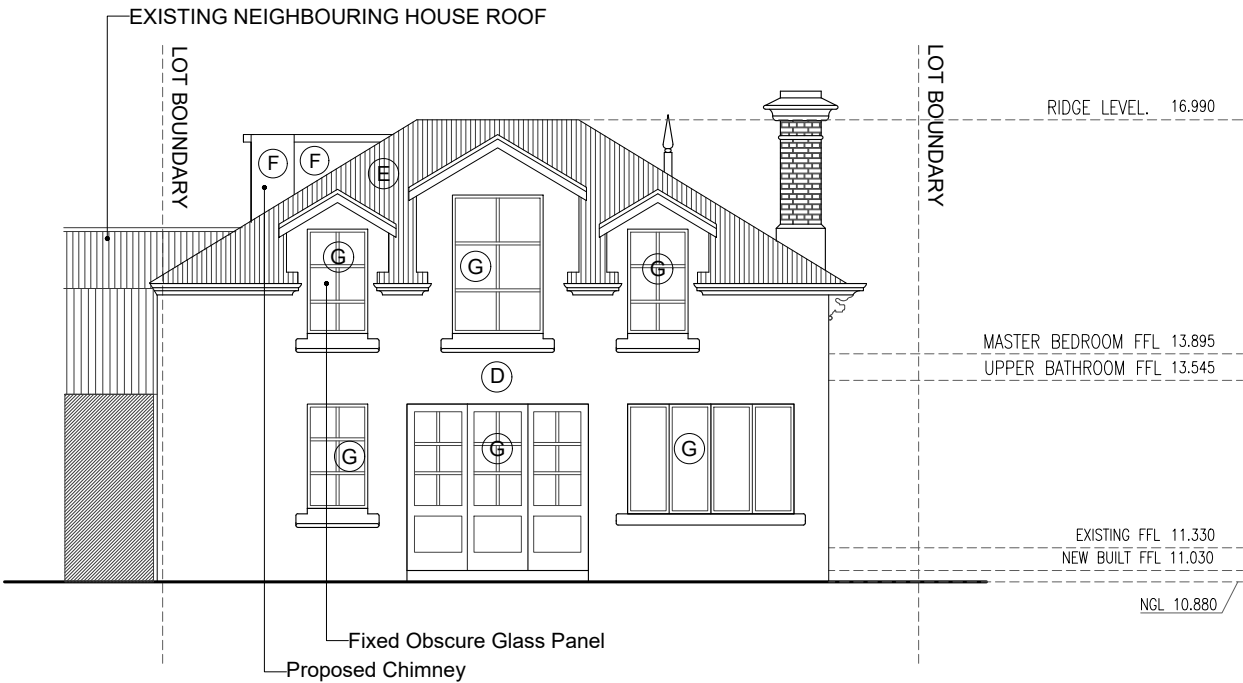 EXISTING NEIGHBOURING HOUSE ROOF
LOT BOUNDARY
LOT BOUNDARY
RIDGE LEVEL. 16.990
F
F
E
G
G
G
MASTER BEDROOM FFL 13.895
UPPER BATHROOM FFL 13.545
D
G
G
G
EXISTING FFL 11.330
NEW BUILT FFL 11.030
NGL 10.880
Fixed Obscure Glass Panel
Proposed Chimney